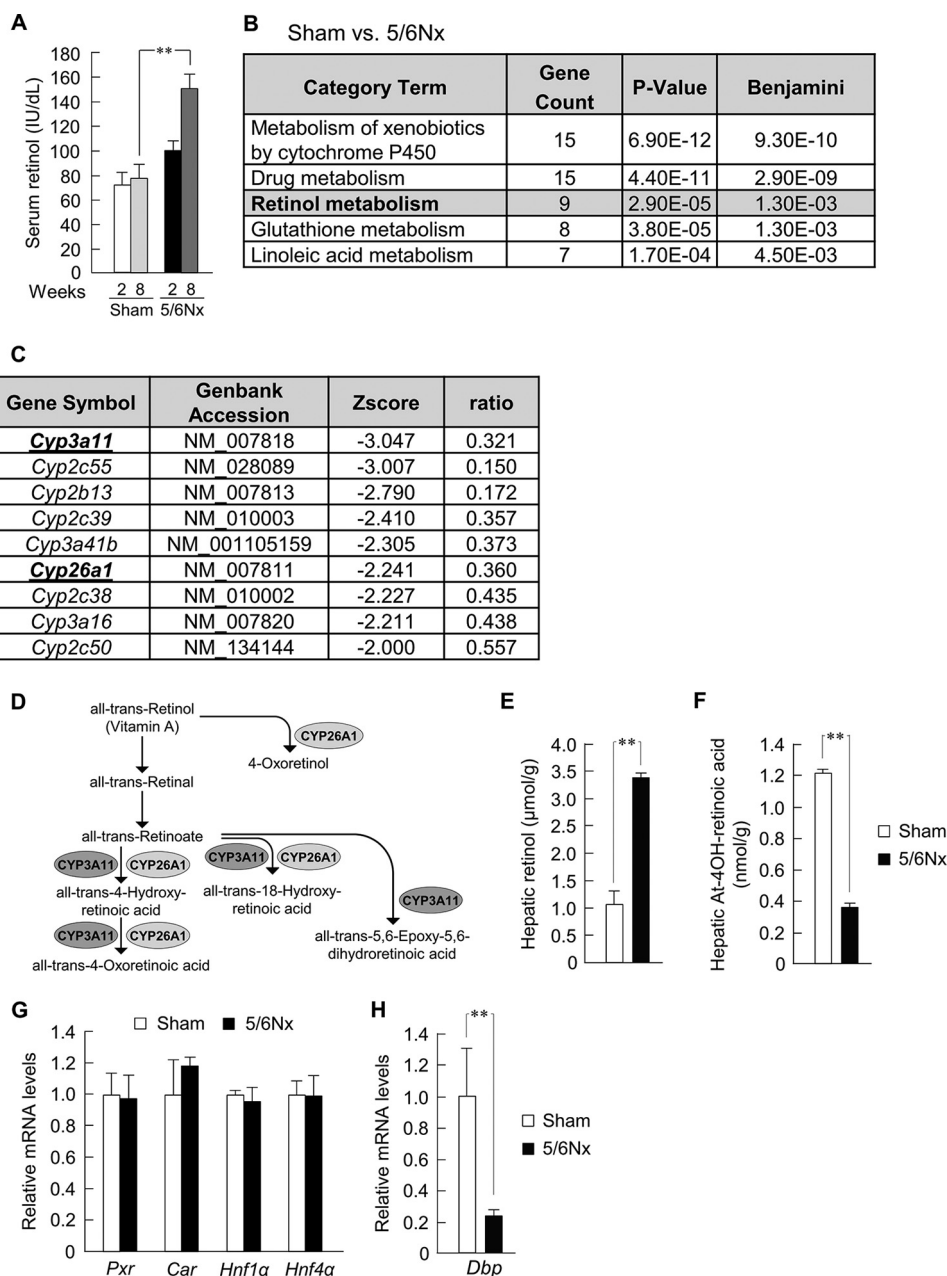 A
Serum retinol (IU/dL)
180
160
140
120
100
80
60
40
20
0
**
Weeks 2 8 2 8
Sham 5/6Nx
B
Sham vs. 5/6Nx
Category Term Gene Count P-Value Benjamini
Metabolism of xenobiotics
by cytochrome P450 15 6.90E-12 9.30E-10
Drug metabolism 15 4.40E-11 2.90E-09
Retinol metabolism 9 2.90E-05 1.30E-03
Glutathione metabolism 8 3.80E-05 1.30E-03
Linoleic acid metabolism 7 1.70E-04 4.50E-03
C
Gene Symbol Genbank Accession Zscore ratio
Cyp3a11 NM_007818 -3.047 0.321
Cyp2c55 NM_028089 -3.007 0.150
Cyp2b13 NM_007813 -2.790 0.172
Cyp2c39 NM_010003 -2.410 0.357
Cyp3a41b NM_001105159 -2.305 0.373
Cyp26a1 NM_007811 -2.241 0.360
Cyp2c38 NM_010002 -2.227 0.435
Cyp3a16 NM_007820 -2.211 0.438
Cyp2c50 NM_134144 -2.000 0.557
D
all-trans-Retinol
(Vitamin A)
CYP26A1
4-Oxoretinol
all-trans-Retinal
all-trans-Retinoate
CYP3A11 CYP26A1 CYP3A11 CYP26A1
all-trans-4-Hydroxy-
retinoic acid
all-trans-18-Hydroxy-
retinoic acid
CYP3A11
CYP3A11 CYP26A1
all-trans-5,6-Epoxy-5,6-
dihydroretinoic acid
all-trans-4-Oxoretinoic acid
E
Hepatic retinol (μmol/g)
4.0
3.5
3.0
2.5
2.0
1.5
1.0
0.5
0
**
F
Hepatic At-4OH-retinoic acid
(nmol/g)
1.4
1.2
1.0
0.8
0.6
0.4
0.2
0
**
Sham
5/6Nx
G
Sham 5/6Nx
Relative mRNA levels
1.4
1.2
1.0
0.8
0.6
0.4
0.2
0
Pxr Car Hnf1α Hnf4α
H
Relative mRNA levels
1.4
1.2
1.0
0.8
0.6
0.4
0.2
0
**
Dbp
Sham
5/6Nx